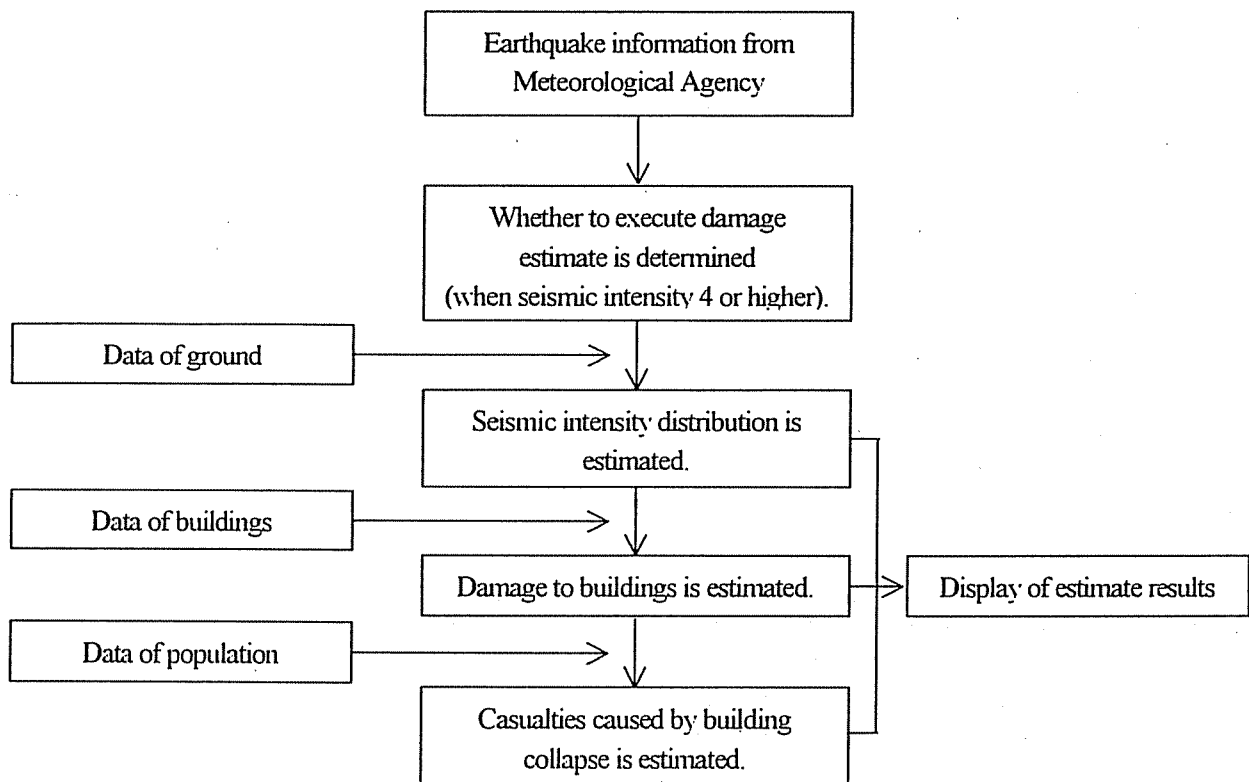 Earthquake information from
Meteorological Agency
Whether to execute damage
estimate is determined
(when seismic intensity 4 or higher).
Data of ground
Seismic intensity distribution is
estimated.
Data of buildings
Damage to buildings is estimated.
Display of estimate results
Data of population
Casualties caused by building
collapse is estimated.